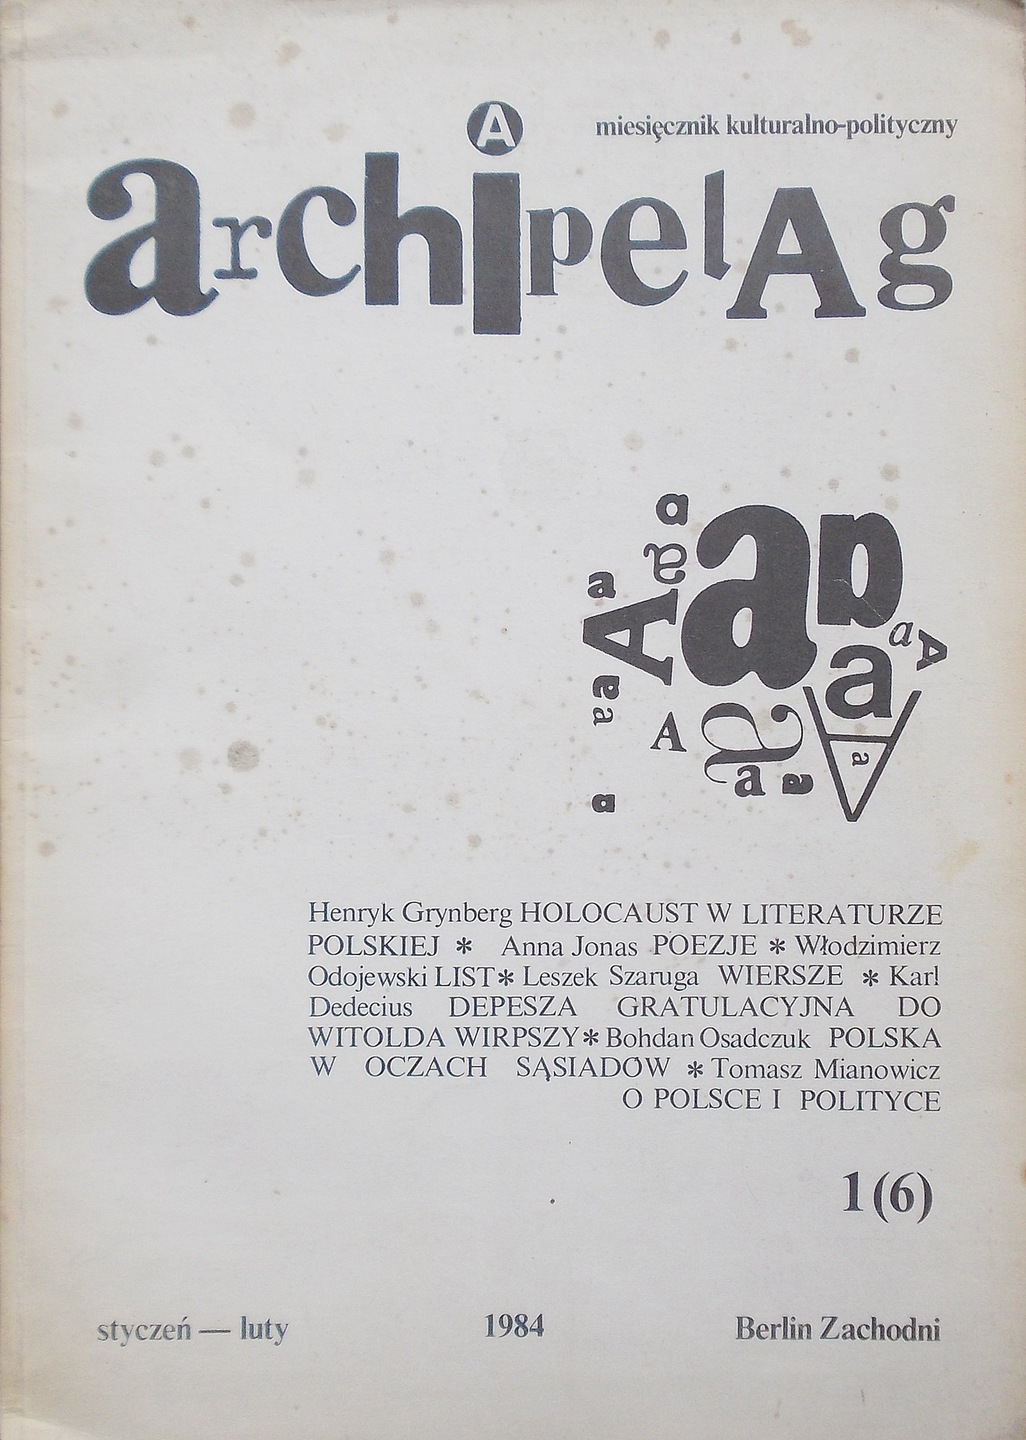 miesięcznik kulturalno-polityczny
A
archipelAg
a
a a a
a A
a A
a
a
a A a
a
a a
a
Henryk Grynberg HOLOCAUST W LITERATURZE
POLSKIEJ * Anna Jonas POEZJE * Włodzimierz
Odojewski LIST * Leszek Szaruga WIERSZE * Karl
Dedecius DEPESZA GRATULACYJNA DO
WITOLDA WIRPSZY * Bohdan Osadczuk POLSKA
W OCZACH SĄSIADÓW * Tomasz Mianowicz
O POLSCE I POLITYCE
1 (6)
styczeń — luty 1984 Berlin Zachodni